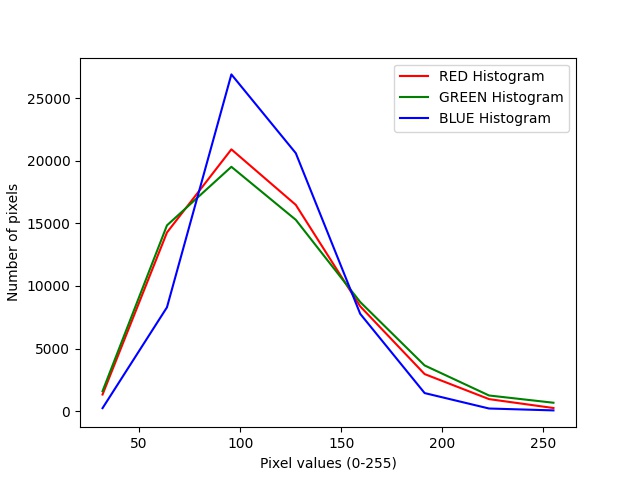 RED Histogram
GREEN Histogram
BLUE Histogram
25000
20000
15000
10000
5000
0
Number of pixels
50 100 150 200 250
Pixel values (0-255)